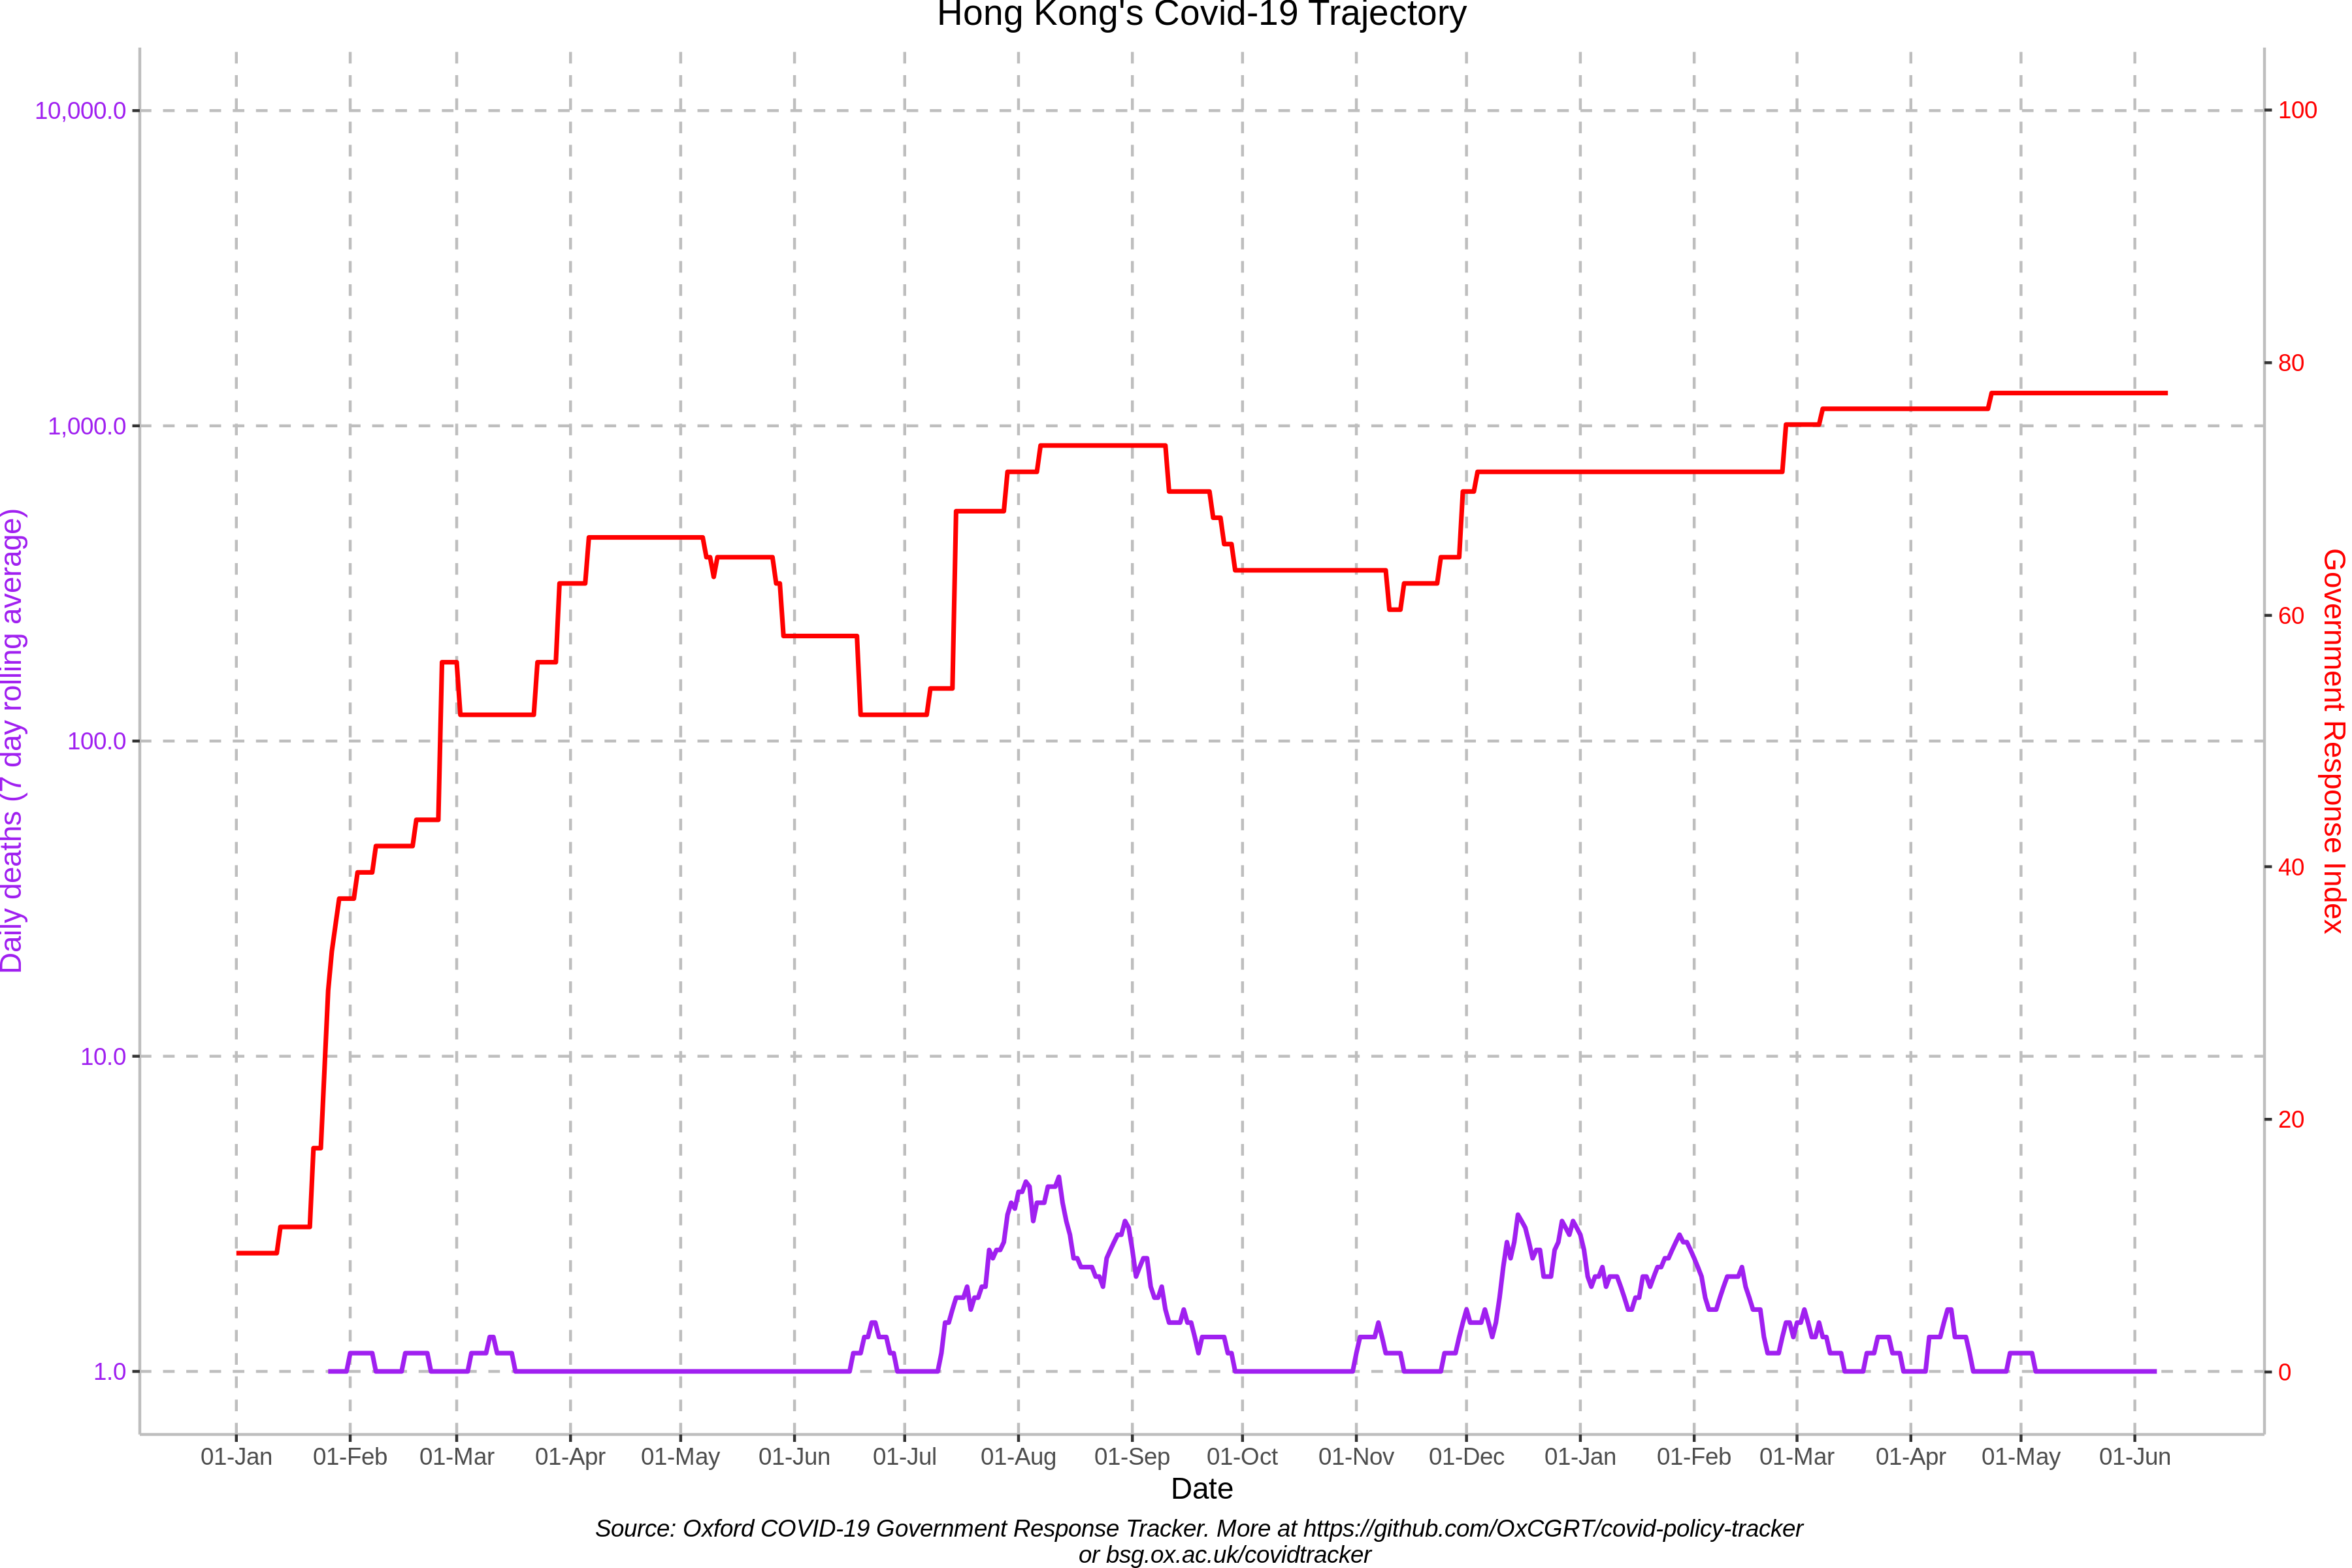 Hong Kong's Covid-19 Trajectory
10,000.0
1,000.0
100.0
10.0
1.0
Daily deaths (7 day rolling average)
100
80
60
40
20
0
Government Response Index
01-Jan 01-Feb 01-Mar 01-Apr 01-May 01-Jun 01-Jul 01-Aug 01-Sep 01-Oct 01-Nov 01-Dec 01-Jan 01-Feb 01-Mar 01-Apr 01-May 01-Jun
Date
Source: Oxford COVID-19 Government Response Tracker. More at https://github.com/OxCGRT/covid-policy-tracker
or bsg.ox.ac.uk/covidtracker